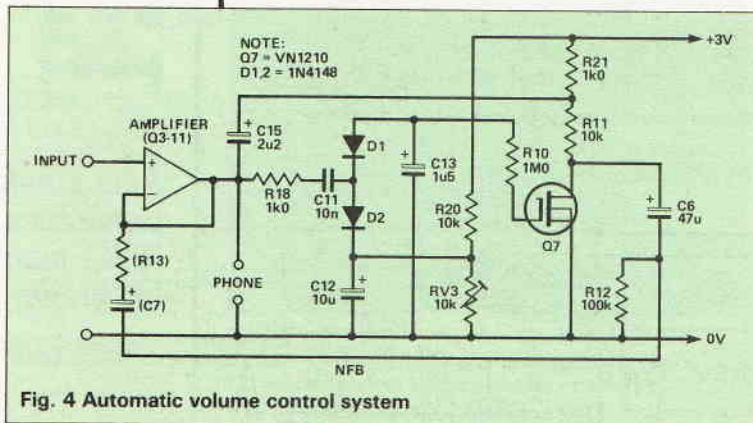 NOTE:
Q7 = VN1210
D1,2 = 1N4148
+3V
R21
1k0
AMPLIFIER
(Q3-11)
C15
2u2
R11
10k
INPUT
+
−
D1
C13
1u5
R10
1M0
R18
1k0
C11
10n
R20
10k
C6
47u
D2
Q7
(R13)
PHONE
(C7)
C12
10u
RV3
10k
R12
100k
0V
NFB
Fig. 4 Automatic volume control system